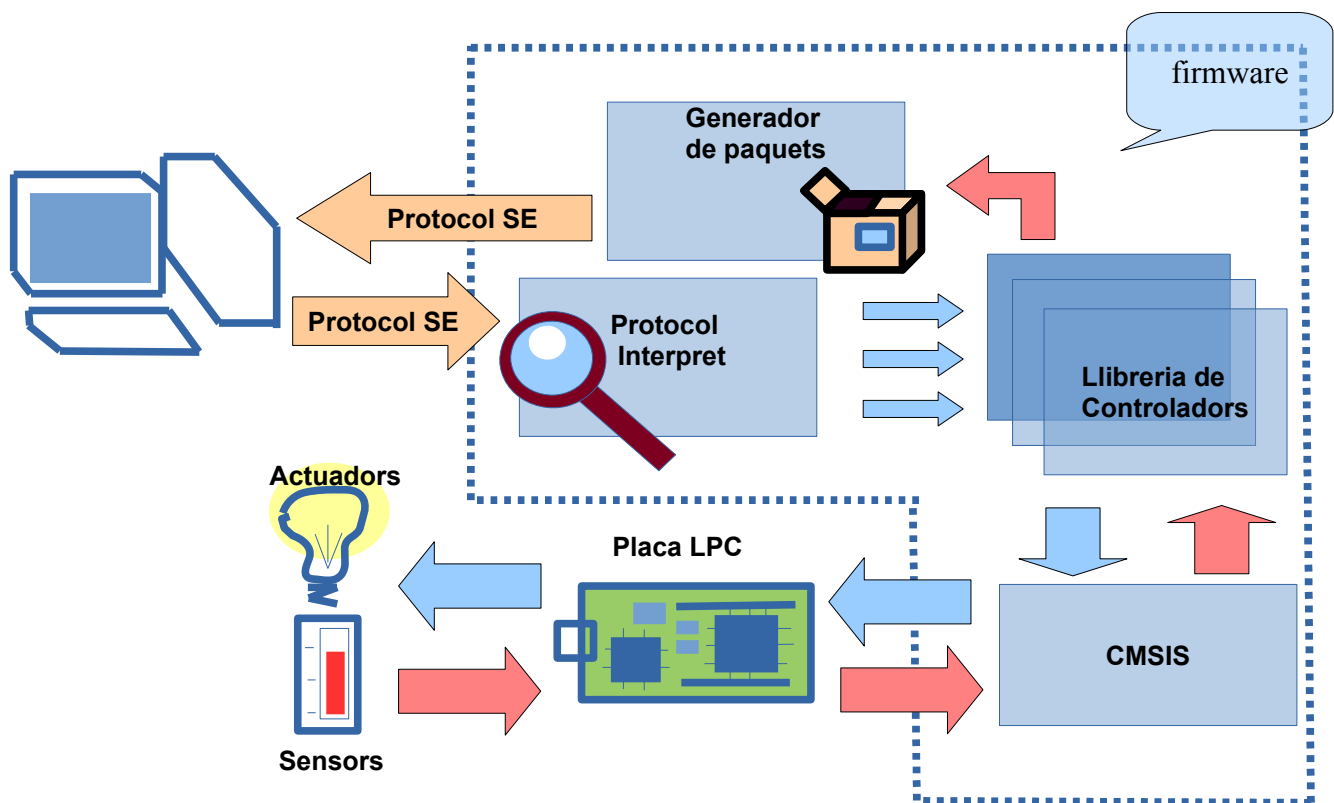 firmware
Generador
de paquets
Protocol SE
Protocol SE
Protocol
Interpret
Llibreria de
Controladors
Actuadors
Placa LPC
CMSIS
Sensors